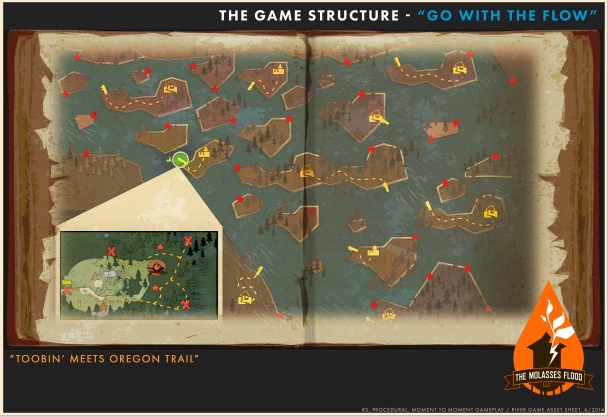 THE GAME STRUCTURE - "GO WITH THE FLOW"
"TOOBIN' MEETS OREGON TRAIL"
THE MOLASSES FLOOD
LLC
KS, PROCEDURAL, MOMENT TO MOMENT GAMEPLAY / RIVER GAME ASSET SHEET, 6/2014